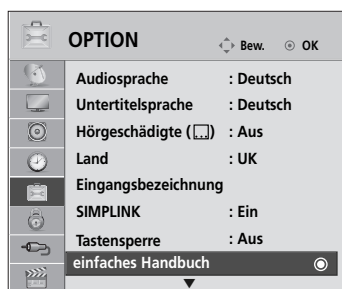 OPTION Bew. OK
Audiosprache : Deutsch
Untertitelsprache : Deutsch
Hörgeschädigte ( ) : Aus
Land : UK
Eingangsbezeichnung
SIMPLINK : Ein
Tastensperre : Aus
einfaches Handbuch